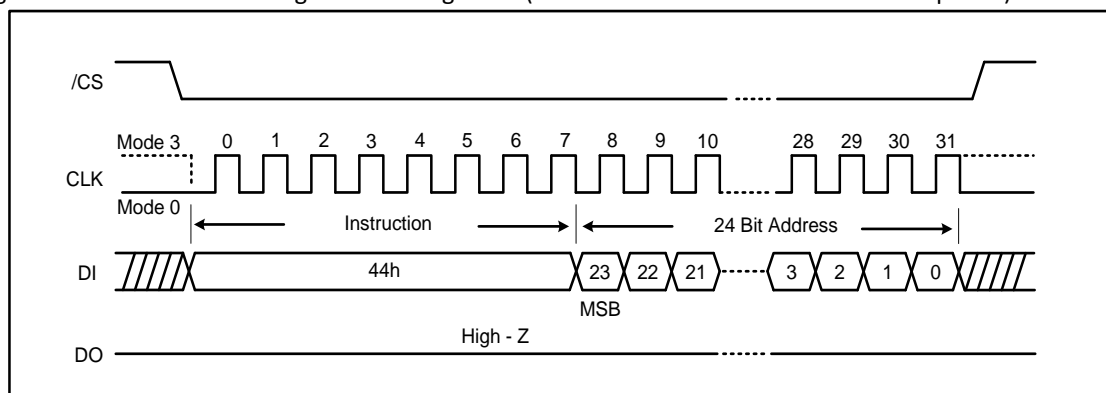 /CS
Mode 3 0 1 2 3 4 5 6 7 8 9 10 28 29 30 31
CLK
Mode 0
Instruction 24 Bit Address
DI 44h 23 22 21 3 2 1 0
MSB
High - Z
DO